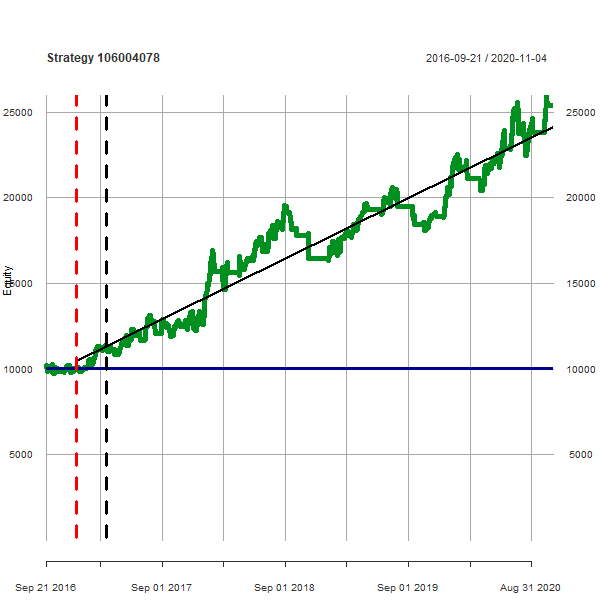 Strategy 106004078 2016-09-21 / 2020-11-04
25000 25000
20000 20000
Equity
15000 15000
10000 10000
5000 5000
Sep 21 2016 Sep 01 2017 Sep 01 2018 Sep 01 2019 Aug 31 2020